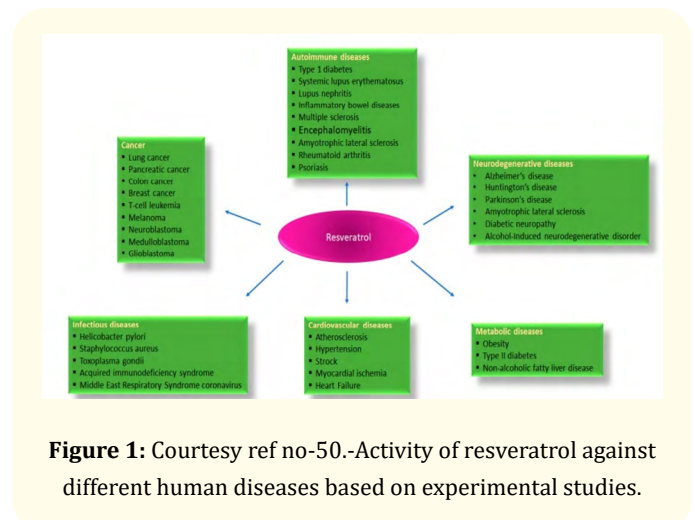 Autoimmune diseases
▪ Type 1 diabetes
▪ Systemic lupus erythematosus
▪ Lupus nephritis
▪ Inflammatory bowel diseases
▪ Multiple sclerosis
▪ Encephalomyelitis
▪ Amyotrophic lateral sclerosis
▪ Rheumatoid arthritis
▪ Psoriasis
Cancer
• Lung cancer
• Pancreatic cancer
• Colon cancer
• Breast cancer
• T-cell leukemia
• Melanoma
• Neuroblastoma
• Medulloblastoma
• Glioblastoma
Neurodegenerative diseases
• Alzheimer's disease
• Huntington's disease
• Parkinson's disease
• Amyotrophic lateral sclerosis
• Diabetic neuropathy
• Alcohol-Induced neurodegenerative disorder
Resveratrol
Infectious diseases
• Helicobacter pylori
• Staphylococcus aureus
• Toxoplasma gondii
• Acquired immunodeficiency syndrome
• Middle East Respiratory Syndrome coronavirus
Cardiovascular diseases
▪ Atherosclerosis
▪ Hypertension
▪ Strock
▪ Myocardial ischemia
▪ Heart Failure
Metabolic diseases
▪ Obesity
▪ Type II diabetes
▪ Non-alcoholic fatty liver disease
Figure 1: Courtesy ref no-50.-Activity of resveratrol against
different human diseases based on experimental studies.